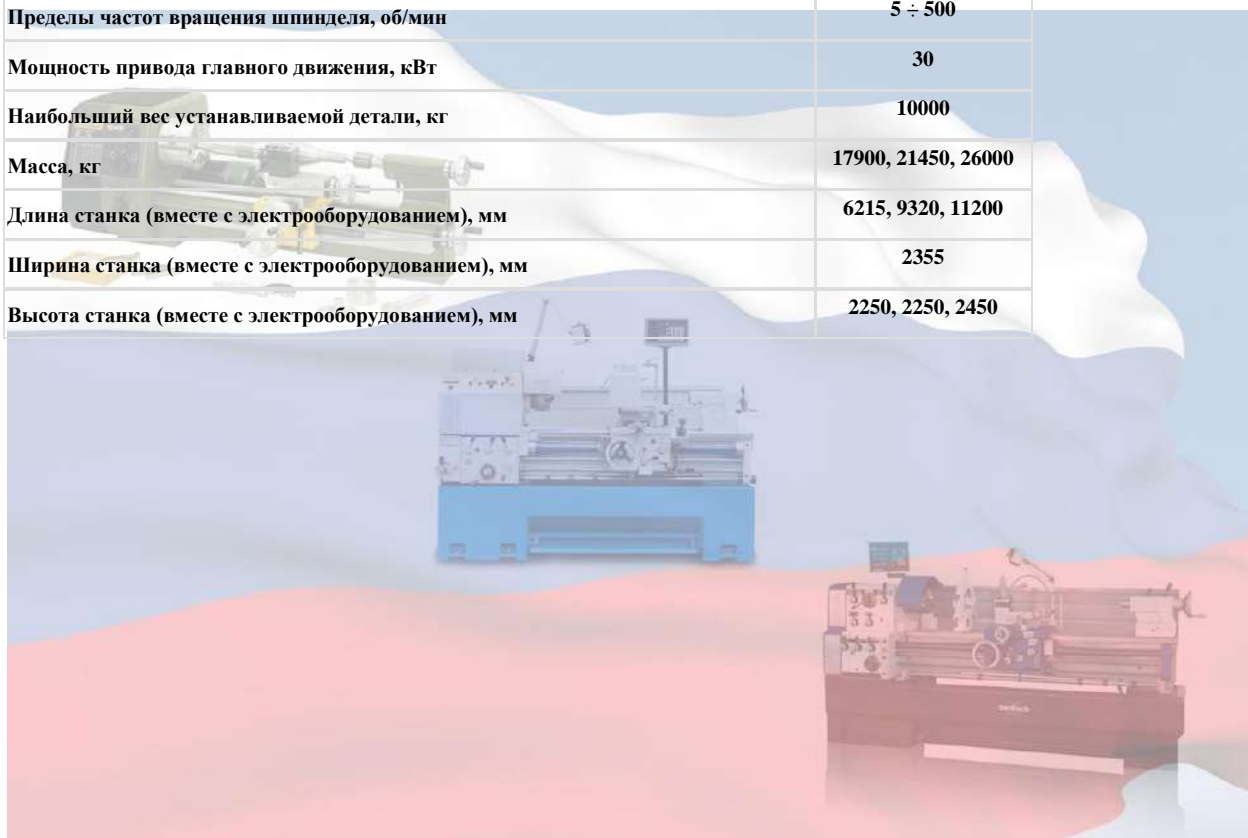 Пределы частот вращения шпинделя, об/мин 5 ÷ 500
Мощность привода главного движения, кВт 30
Наибольший вес устанавливаемой детали, кг 10000
Масса, кг 17900, 21450, 26000
Длина станка (вместе с электрооборудованием), мм 6215, 9320, 11200
Ширина станка (вместе с электрооборудованием), мм 2355
Высота станка (вместе с электрооборудованием), мм 2250, 2250, 2450